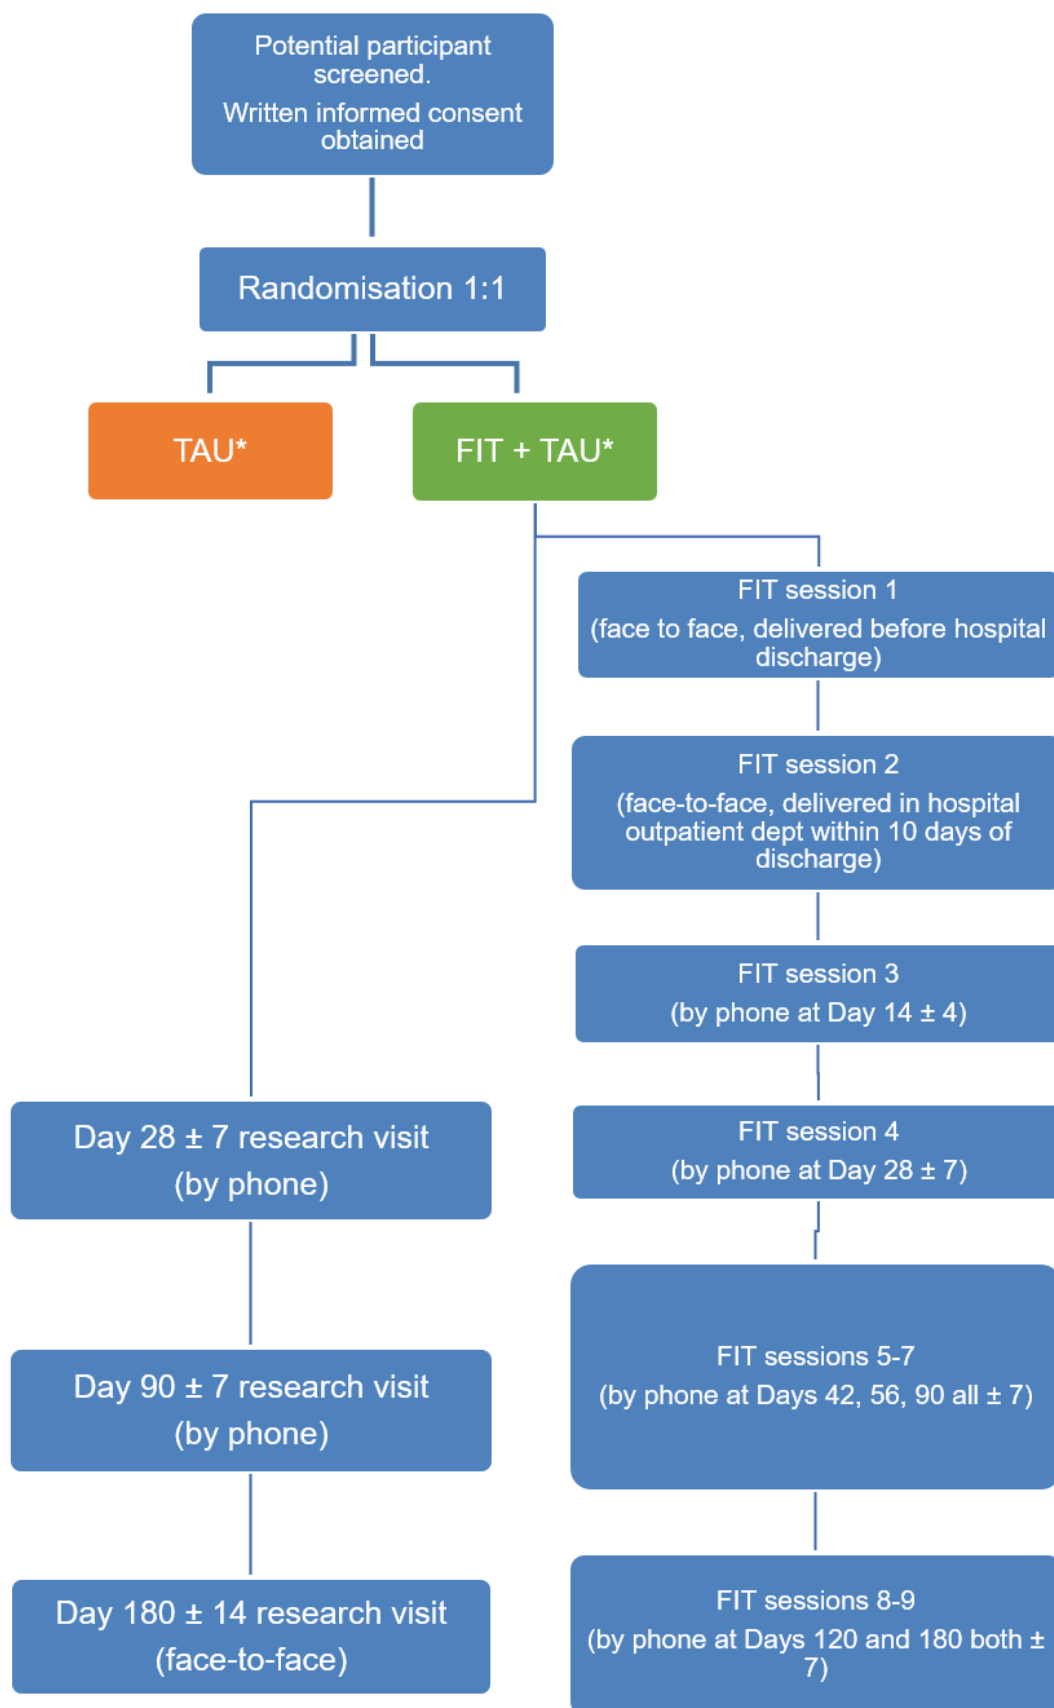 Potential participant
screened.
Written informed consent
obtained
Randomisation 1:1
TAU*
FIT + TAU*
FIT session 1
(face to face, delivered before hospital
discharge)
FIT session 2
(face-to-face, delivered in hospital
outpatient dept within 10 days of
discharge)
FIT session 3
(by phone at Day 14 ± 4)
FIT session 4
(by phone at Day 28 ± 7)
Day 28 ± 7 research visit
(by phone)
FIT sessions 5-7
(by phone at Days 42, 56, 90 all ± 7)
Day 90 ± 7 research visit
(by phone)
FIT sessions 8-9
(by phone at Days 120 and 180 both ±
7)
Day 180 ± 14 research visit
(face-to-face)